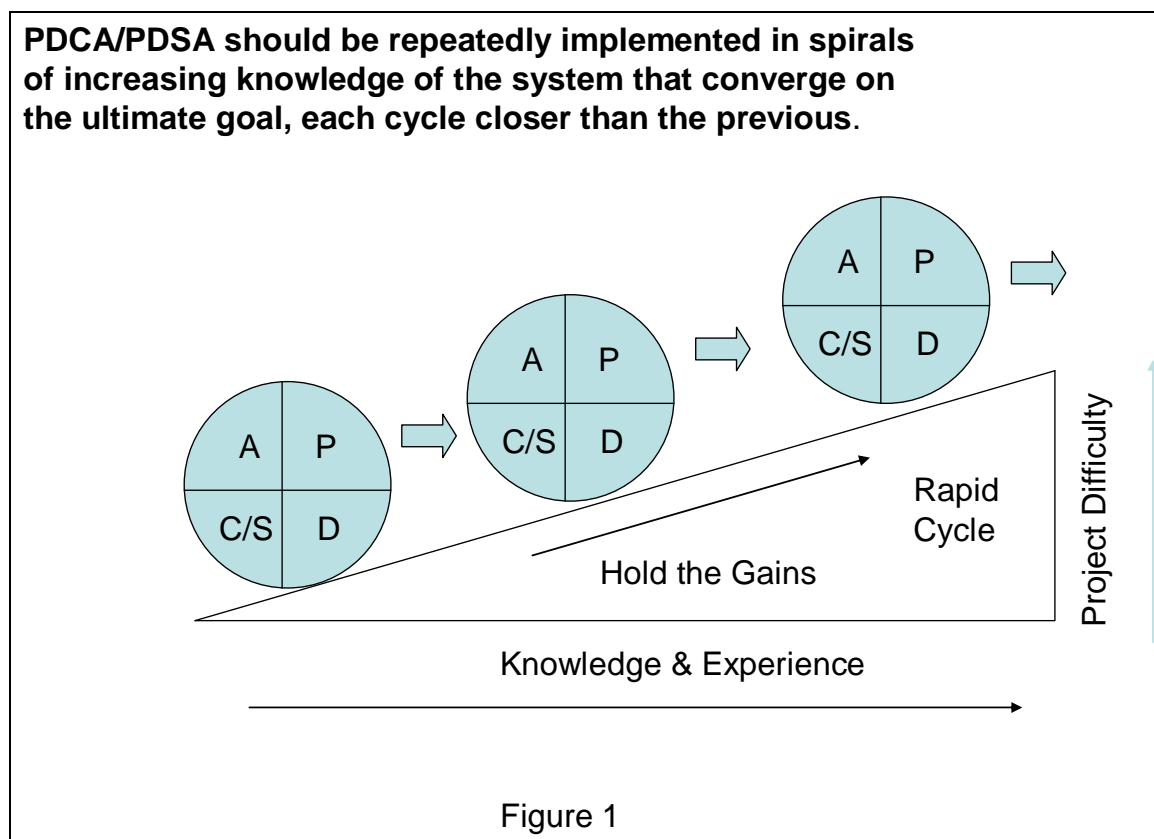 PDCA/PDSA should be repeatedly implemented in spirals
of increasing knowledge of the system that converge on
the ultimate goal, each cycle closer than the previous.
A P
C/S D
A P
C/S D
A P
C/S D
Rapid
Cycle
Hold the Gains
Project Difficulty
Knowledge & Experience
Figure 1